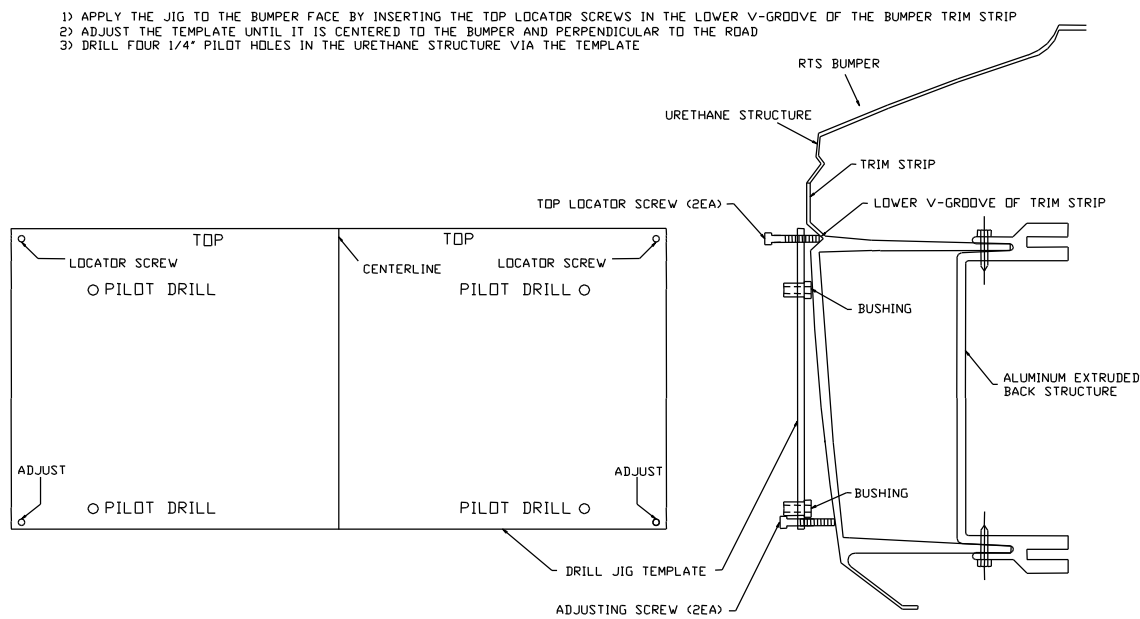 1) APPLY THE JIG TO THE BUMPER FACE BY INSERTING THE TOP LOCATOR SCREWS IN THE LOWER V-GROOVE OF THE BUMPER TRIM STRIP
2) ADJUST THE TEMPLATE UNTIL IT IS CENTERED TO THE BUMPER AND PERPENDICULAR TO THE ROAD
3) DRILL FOUR 1/4" PILOT HOLES IN THE URETHANE STRUCTURE VIA THE TEMPLATE
RTS BUMPER
URETHANE STRUCTURE
TRIM STRIP
TOP LOCATOR SCREW (2EA)
LOWER V-GROOVE OF TRIM STRIP
TOP
TOP
LOCATOR SCREW
CENTERLINE
LOCATOR SCREW
PILOT DRILL
PILOT DRILL
BUSHING
ALUMINUM EXTRUDED
BACK STRUCTURE
ADJUST
ADJUST
PILOT DRILL
PILOT DRILL
BUSHING
DRILL JIG TEMPLATE
ADJUSTING SCREW (2EA)